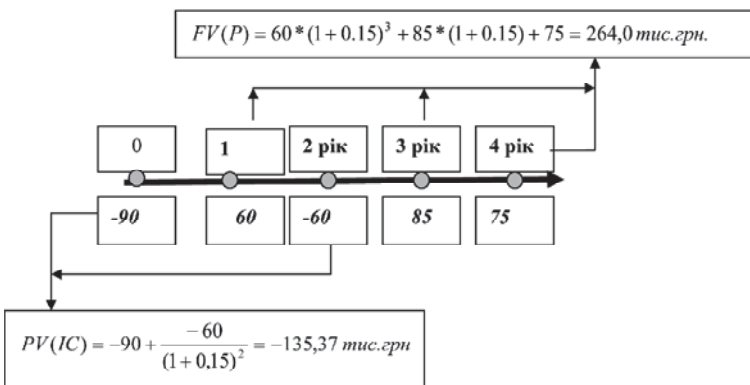 FV(P) = 60*(1+0.15)³ +85*(1+0.15)+75 = 264,0 тис.грн.
0 1 2 рік 3 рік 4 рік
-90 60 -60 85 75
PV(IC) = −90 + −60/(1+0,15)² = −135,37 тис.грн